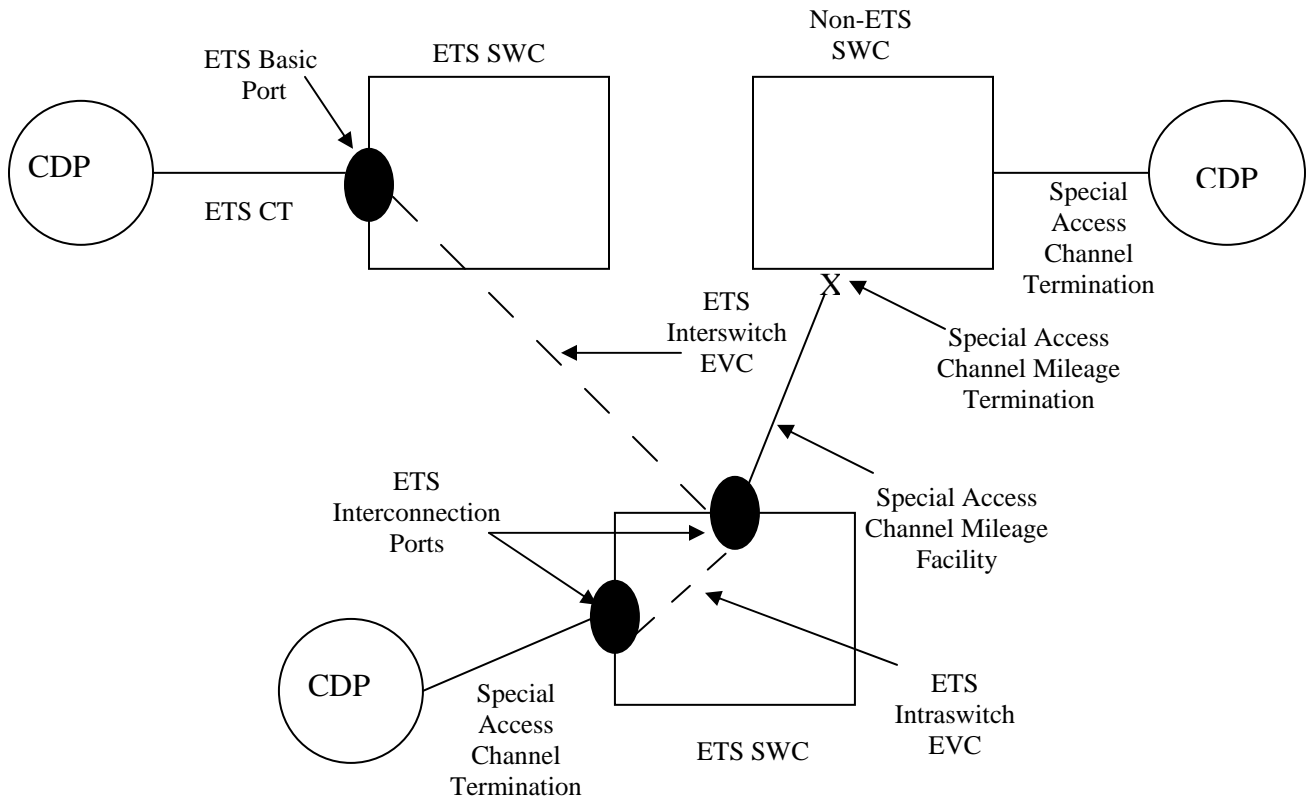 Non-ETS
SWC
ETS SWC
ETS Basic
Port
CDP
ETS CT
CDP
Special
Access
Channel
Termination
X
ETS
Interswitch
EVC
Special Access
Channel Mileage
Termination
ETS
Interconnection
Ports
Special Access
Channel Mileage
Facility
CDP
Special
Access
Channel
Termination
ETS
Intraswitch
EVC
ETS SWC